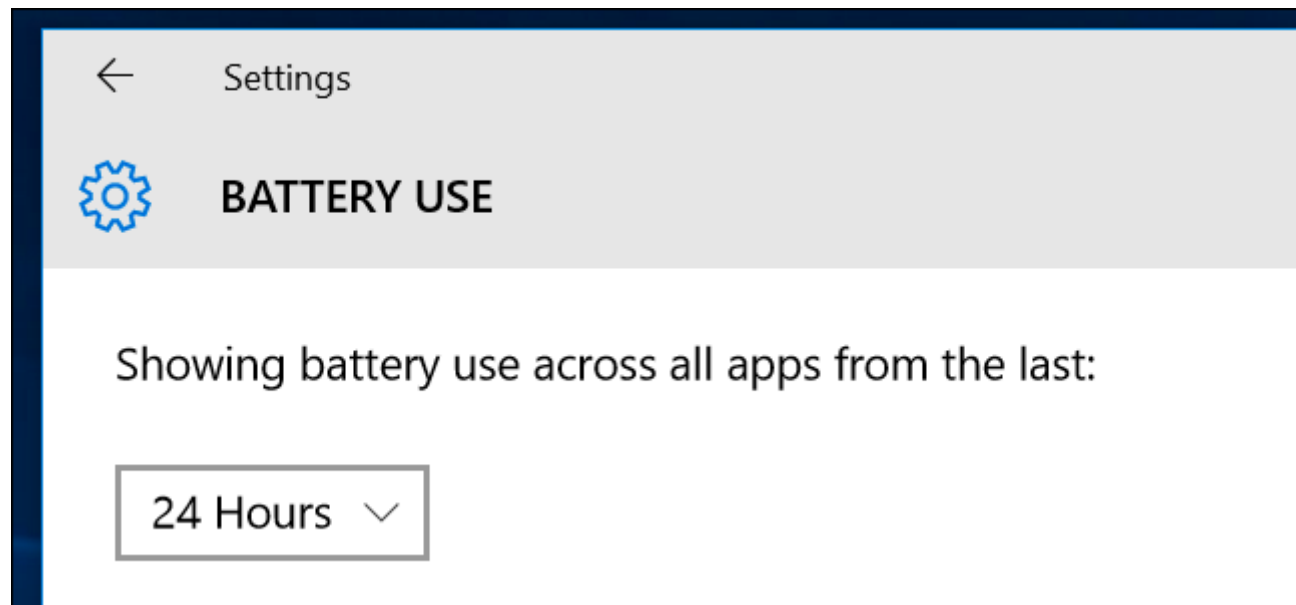 Settings
BATTERY USE
Showing battery use across all apps from the last:
24 Hours